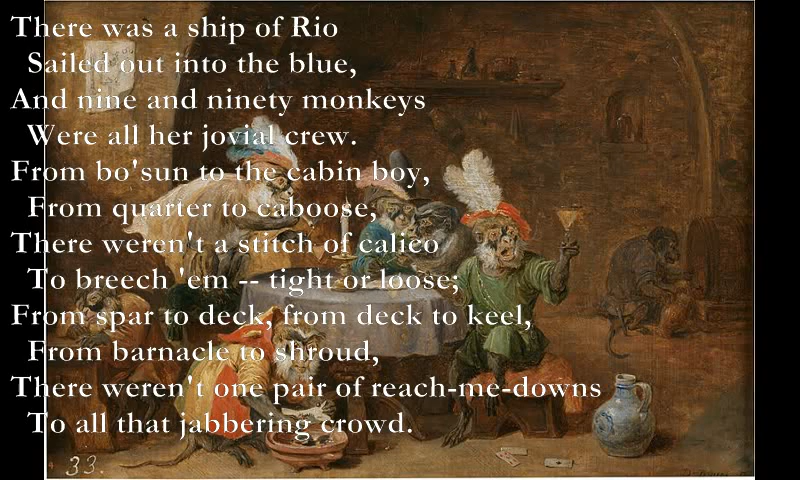 There was a ship of Rio
Sailed out into the blue,
And nine and ninety monkeys
Were all her jovial crew.
From bo'sun to the cabin boy,
From quarter to caboose,
There weren't a stitch of calico
To breech 'em -- tight or loose;
From spar to deck, from deck to keel,
From barnacle to shroud,
There weren't one pair of reach-me-downs
To all that jabbering crowd.
33.